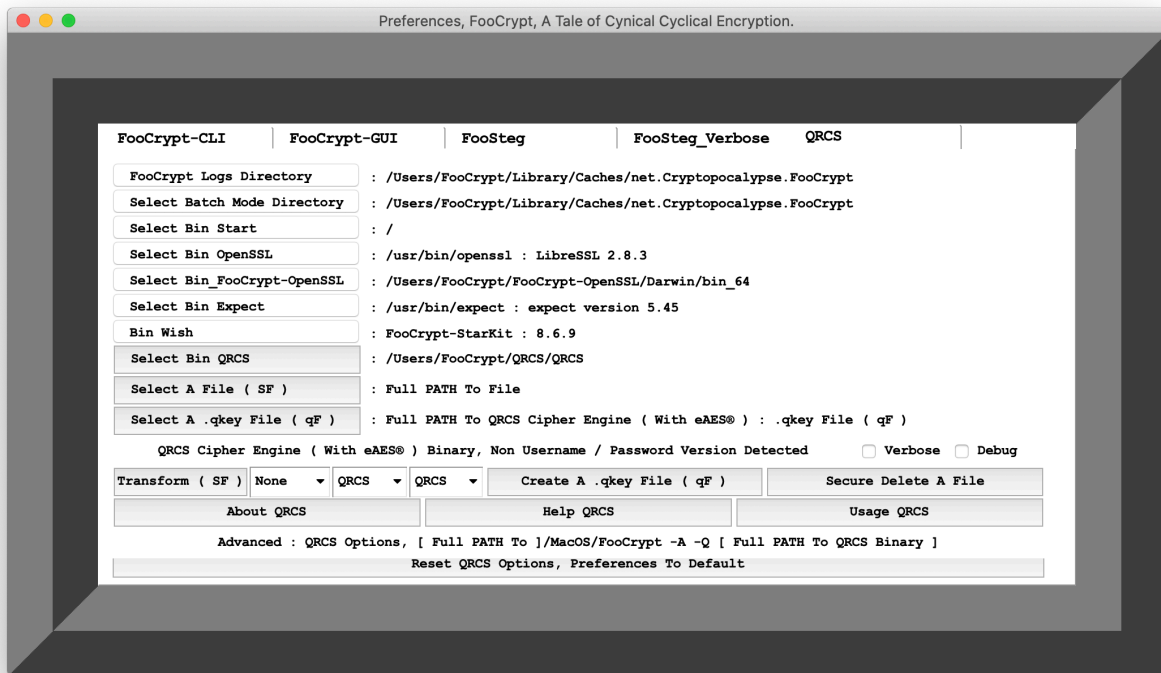 Preferences, FooCrypt, A Tale of Cynical Cyclical Encryption.
FooCrypt-CLI FooCrypt-GUI FooSteg FooSteg_Verbose QRCS
FooCrypt Logs Directory : /Users/FooCrypt/Library/Caches/net.Cryptopocalypse.FooCrypt
Select Batch Mode Directory : /Users/FooCrypt/Library/Caches/net.Cryptopocalypse.FooCrypt
Select Bin Start : /
Select Bin OpenSSL : /usr/bin/openssl : LibreSSL 2.8.3
Select Bin_FooCrypt-OpenSSL : /Users/FooCrypt/FooCrypt-OpenSSL/Darwin/bin_64
Select Bin Expect : /usr/bin/expect : expect version 5.45
Bin Wish : FooCrypt-StarKit : 8.6.9
Select Bin QRCS : /Users/FooCrypt/QRCS/QRCS
Select A File ( SF ) : Full PATH To File
Select A .qkey File ( qF ) : Full PATH To QRCS Cipher Engine ( With eAES® ) : .qkey File ( qF )
QRCS Cipher Engine ( With eAES® ) Binary, Non Username / Password Version Detected Verbose Debug
Transform ( SF ) None QRCS QRCS Create A .qkey File ( qF ) Secure Delete A File
About QRCS Help QRCS Usage QRCS
Advanced : QRCS Options, [ Full PATH To ]/MacOS/FooCrypt -A -Q [ Full PATH To QRCS Binary ]
Reset QRCS Options, Preferences To Default